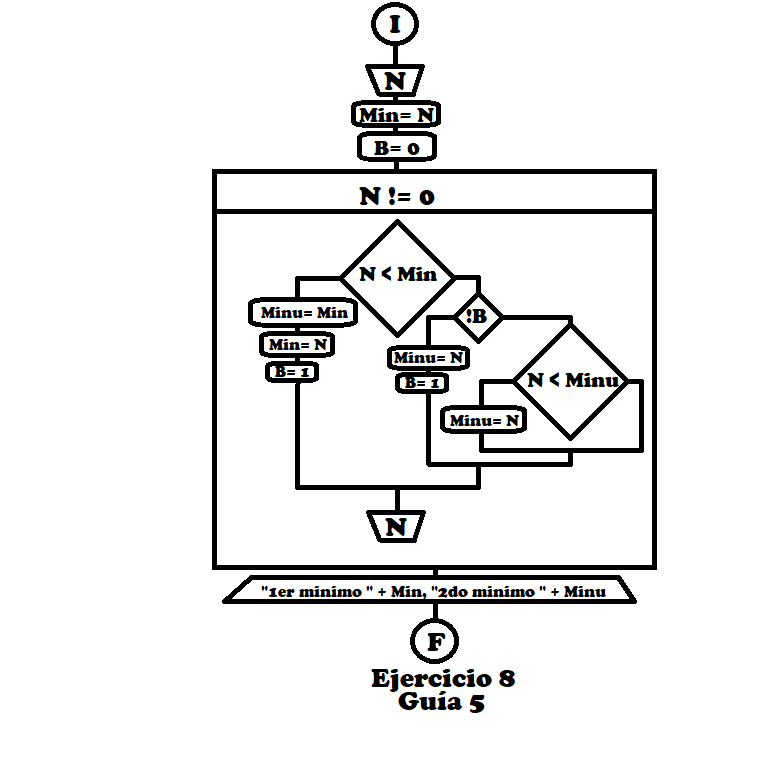 I
N
Min= N
B= 0
N != 0
N < Min
Minu= Min
Min= N
B= 1
!B
Minu= N
B= 1
N < Minu
Minu= N
N
"1er minimo " + Min, "2do minimo " + Minu
F
Ejercicio 8
Guía 5